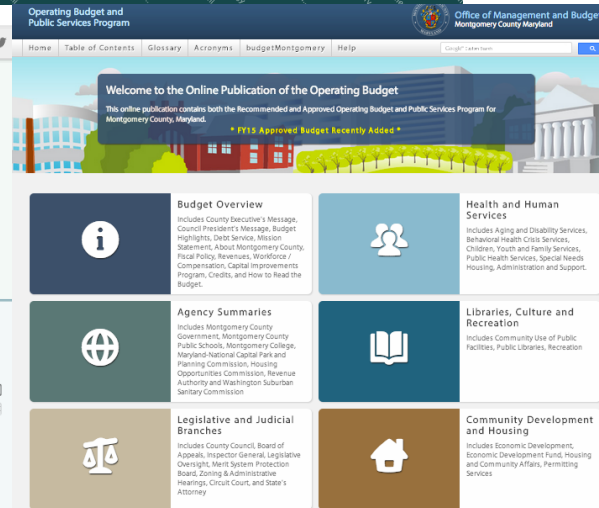 Operating Budget and
Public Services Program
Office of Management and Budge
Montgomery County Maryland
Home Table of Contents Glossary Acronyms budgetMontgomery Help
Welcome to the Online Publication of the Operating Budget
This online publication contains both the Recommended and Approved Operating Budget and Public Services Program for
Montgomery County, Maryland.
* FY15 Approved Budget Recently Added *
Budget Overview
Includes County Executive's Message,
Council President's Message, Budget
Highlights, Debt Service, Mission
Statement, About Montgomery County,
Fiscal Policy, Revenues, Workforce /
Compensation, Capital Improvements
Program, Credits, and How to Read the
Budget.
Health and Human
Services
Includes Aging and Disability Services,
Behavioral Health Crisis Services,
Children, Youth and Family Services,
Public Health Services, Special Needs
Housing, Administration and Support.
Agency Summaries
Includes Montgomery County
Government, Montgomery County
Public Schools, Montgomery College,
Maryland-National Capital Park and
Planning Commission, Housing
Opportunities Commission, Revenue
Authority and Washington Suburban
Sanitary Commission
Libraries, Culture and
Recreation
Includes Community Use of Public
Facilities, Public Libraries, Recreation
Legislative and Judicial
Branches
Includes County Council, Board of
Appeals, Inspector General, Legislative
Oversight, Merit System Protection
Board, Zoning & Administrative
Hearings, Circuit Court, and State's
Attorney
Community Development
and Housing
Includes Economic Development,
Economic Development Fund, Housing
and Community Affairs, Permitting
Services